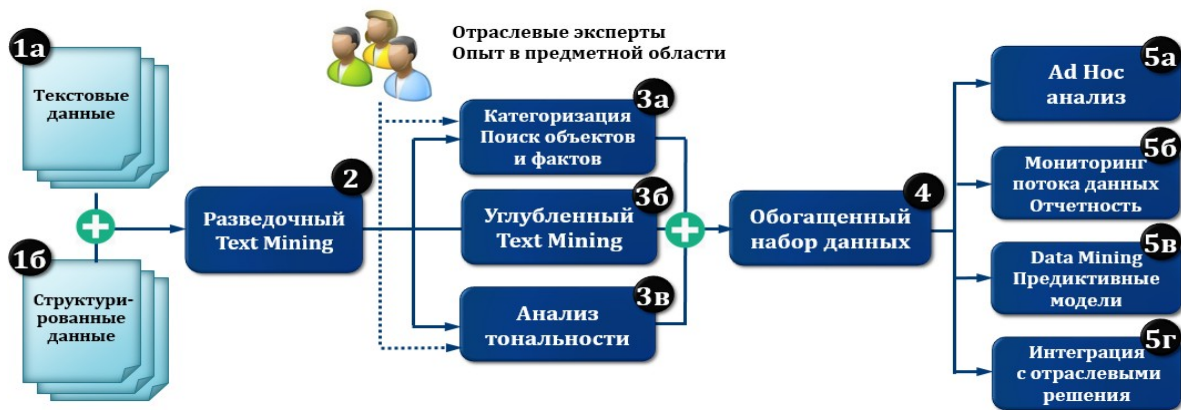 1а
Текстовые
данные
1б
Структури-
рованные
данные
2
Разведочный
Text Mining
Отраслевые эксперты
Опыт в предметной области
3а
Категоризация
Поиск объектов
и фактов
3б
Углубленный
Text Mining
3в
Анализ
тональности
4
Обогащенный
набор данных
5а
Ad Hoc
анализ
5б
Мониторинг
потока данных
Отчетность
5в
Data Mining
Предиктивные
модели
5г
Интеграция
с отраслевыми
решения